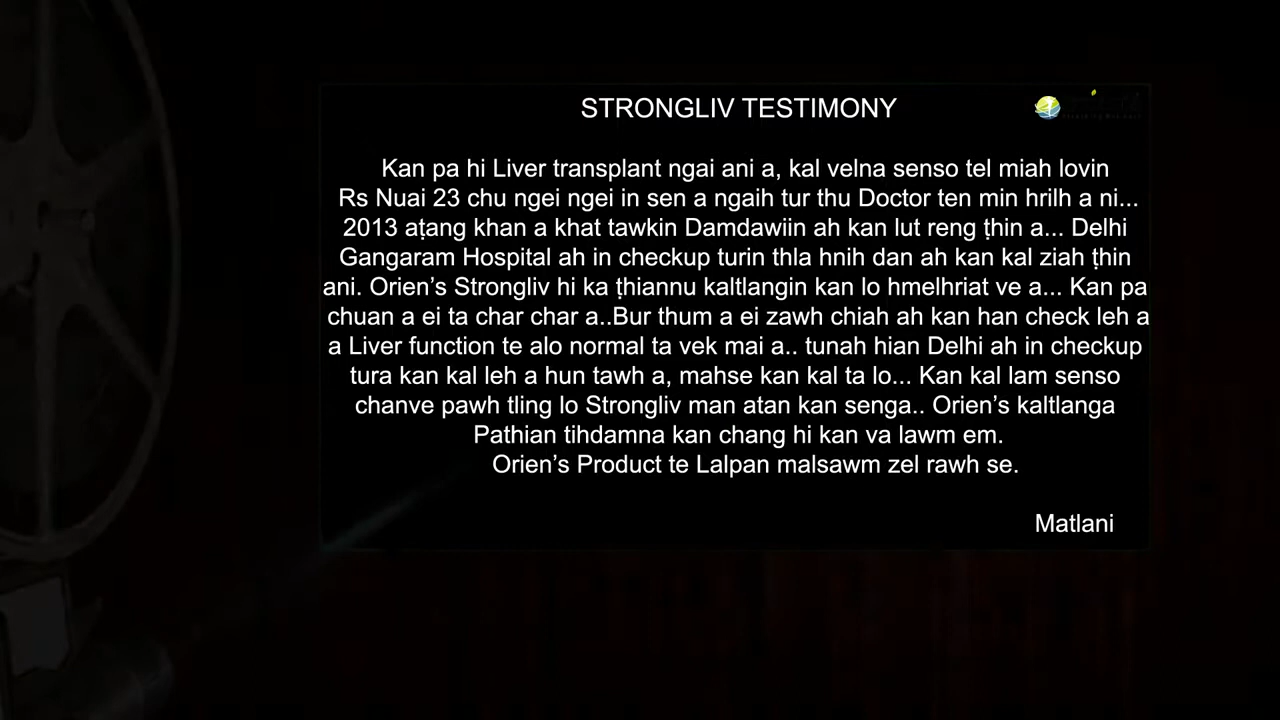 STRONGLIV TESTIMONY
Kan pa hi Liver transplant ngai ani a, kal velna senso tel miah lovin
Rs Nuai 23 chu ngei ngei in sen a ngaih tur thu Doctor ten min hrilh a ni...
2013 aṭang khan a khat tawkin Damdawiin ah kan lut reng ṭhin a... Delhi
Gangaram Hospital ah in checkup turin thla hnih dan ah kan kal ziah ṭhin
ani. Orien’s Strongliv hi ka ṭhiannu kaltlangin kan lo hmelhriat ve a... Kan pa
chuan a ei ta char char a..Bur thum a ei zawh chiah ah kan han check leh a
a Liver function te alo normal ta vek mai a.. tunah hian Delhi ah in checkup
tura kan kal leh a hun tawh a, mahse kan kal ta lo... Kan kal lam senso
chanve pawh tling lo Strongliv man atan kan senga.. Orien’s kaltlanga
Pathian tihdamna kan chang hi kan va lawm em.
Orien’s Product te Lalpan malsawm zel rawh se.
Matlani